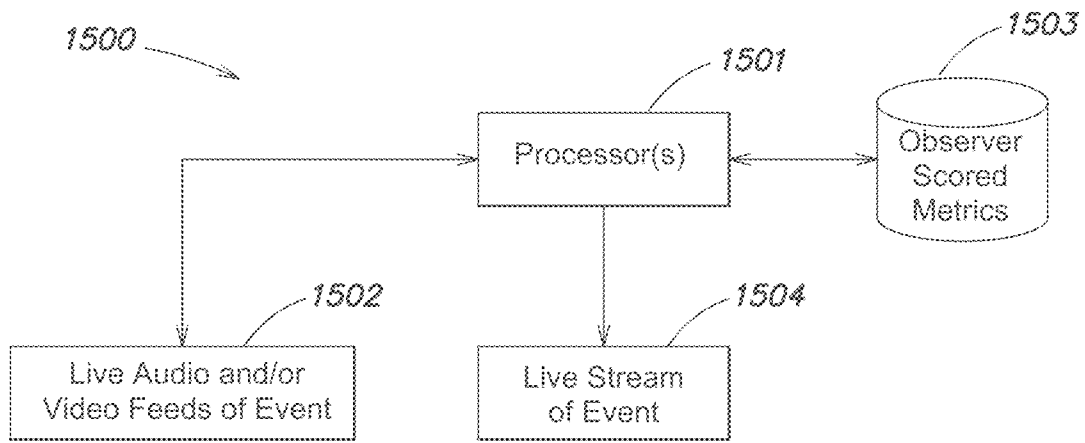 1500
1501
1503
Processor(s)
Observer
Scored
Metrics
1502
1504
Live Audio and/or
Video Feeds of Event
Live Stream
of Event